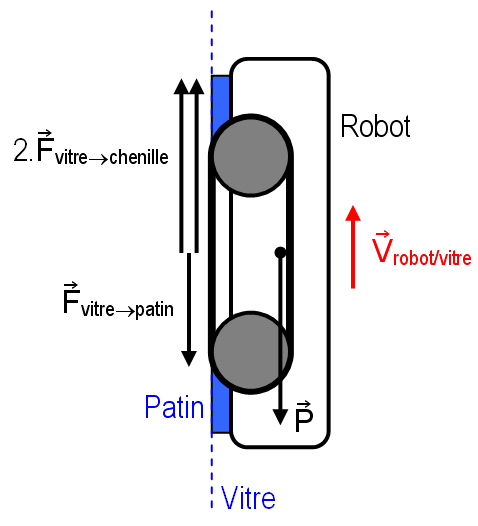 Robot
2.F vitre→chenille
V robot/vitre
F vitre→patin
Patin
P
Vitre